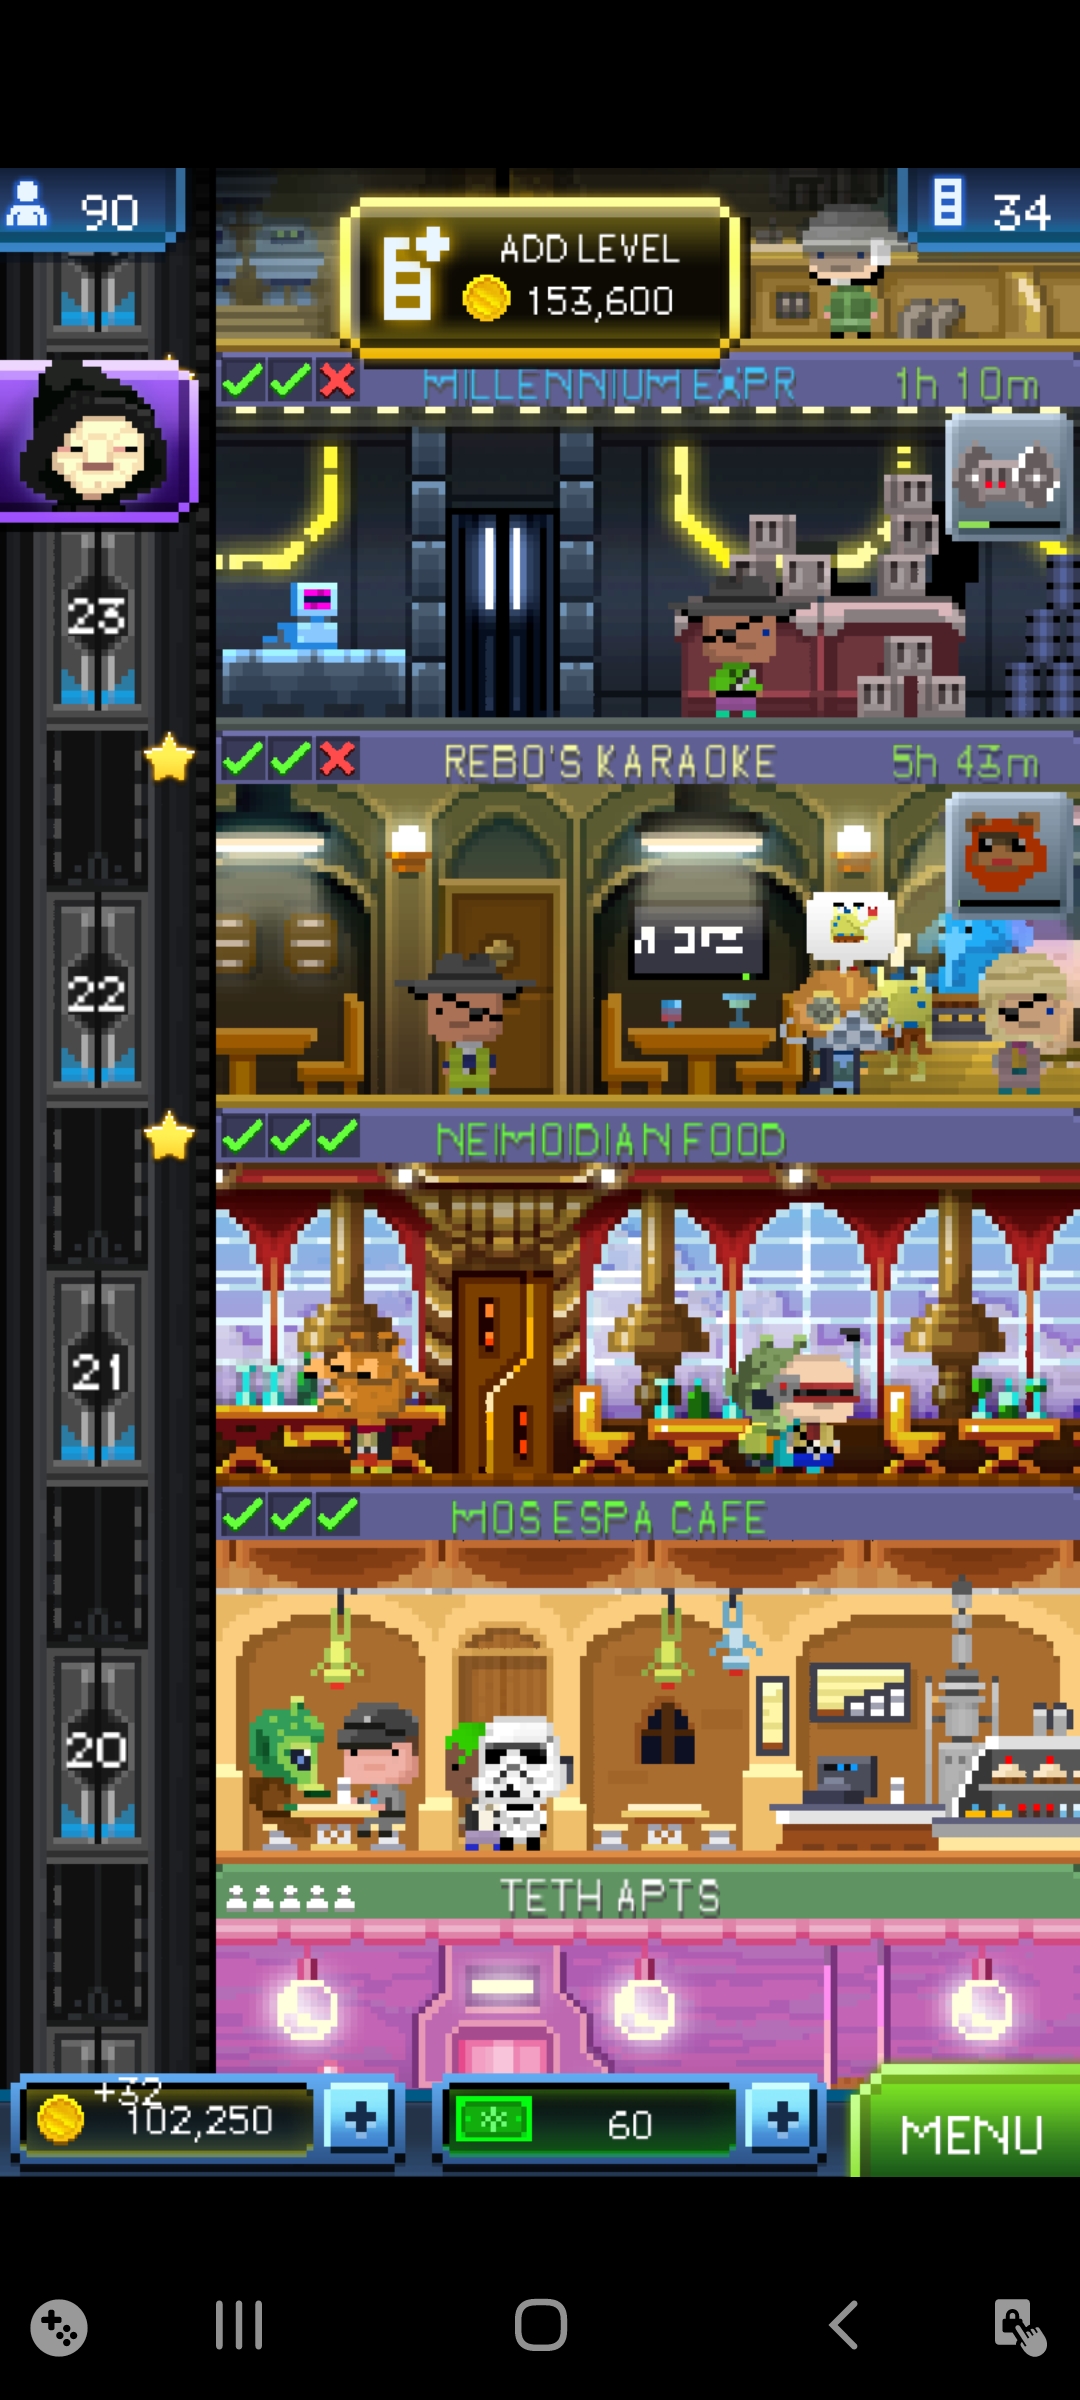 90
ADD LEVEL
153,600
34
MILLENNIUM EXPR
1h 10m
23
REBO'S KARAOKE
5h 43m
22
NEIMOIDIAN FOOD
21
MOS ESPA CAFE
20
TETH APTS
+32
102,250
60
MENU